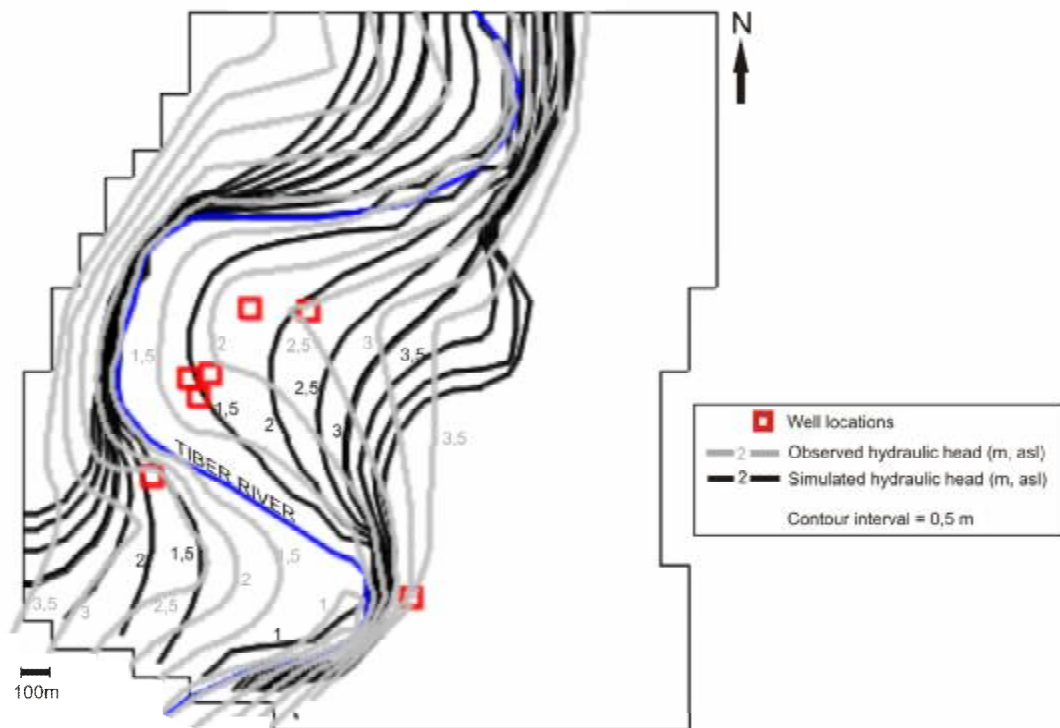 N
1,5
2
2,5
3
3,5
2,5
1,5
2
3
3,5
TIBER RIVER
2
1,5
1,5
2
2,5
3,5
3
1
1
100m
Well locations
2 Observed hydraulic head (m, asl)
2 Simulated hydraulic head (m, asl)
Contour interval = 0,5 m